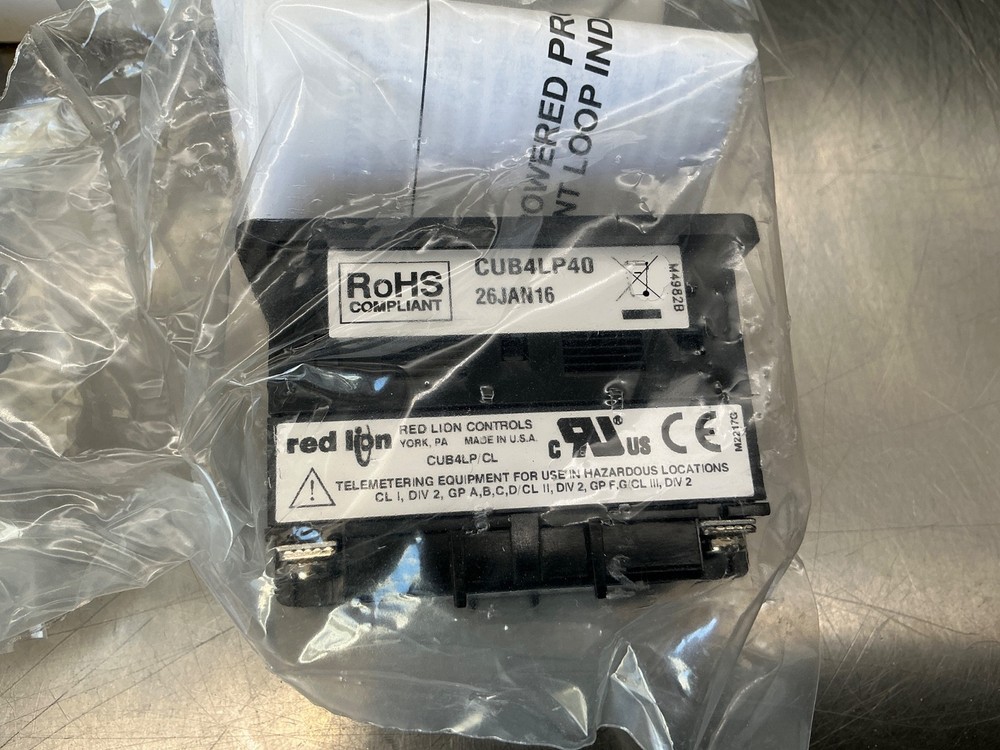 OWERED PR
NT LOOP IND
RoHS
COMPLIANT
CUB4LP40
26JAN16
M4982B
red lion
RED LION CONTROLS
YORK, PA MADE IN U.S.A.
CUB4LP/CL
c RU US CE
®
M2217G
TELEMETERING EQUIPMENT FOR USE IN HAZARDOUS LOCATIONS
CL I, DIV 2, GP A,B,C,D/CL II, DIV 2, GP F,G/CL III, DIV 2